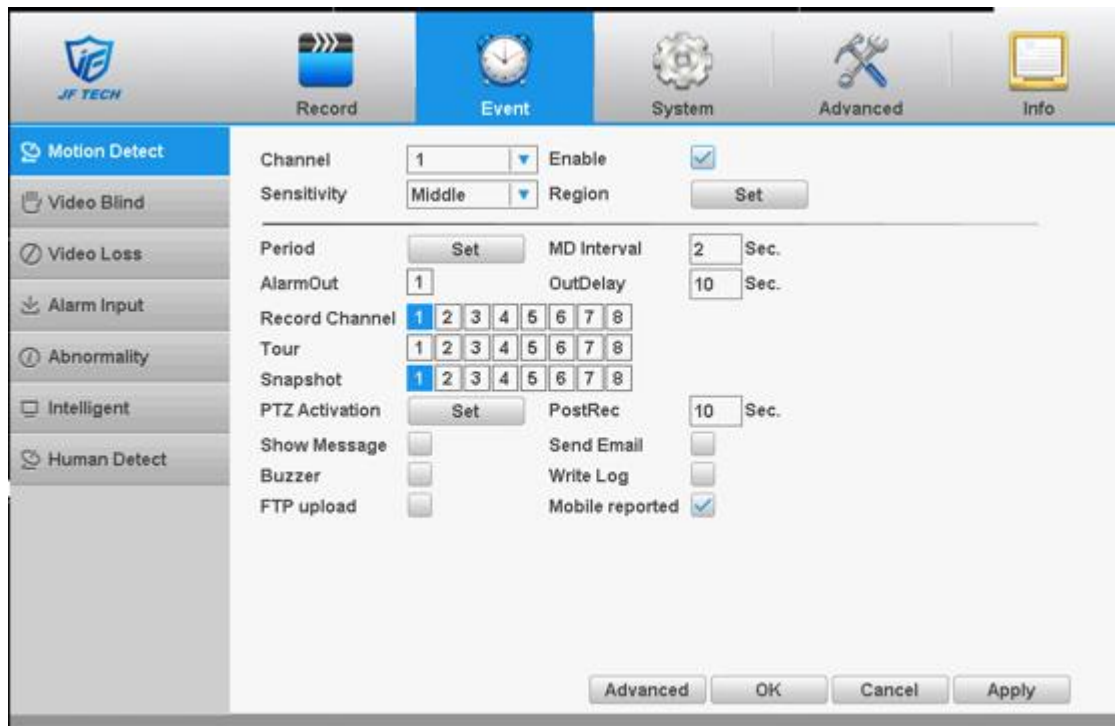 JF TECH
Record
Event
System
Advanced
Info
Motion Detect
Video Blind
Video Loss
Alarm Input
Abnormality
Intelligent
Human Detect
Channel 1 Enable
Sensitivity Middle Region Set
Period Set MD Interval 2 Sec.
AlarmOut 1 OutDelay 10 Sec.
Record Channel 1 2 3 4 5 6 7 8
Tour 1 2 3 4 5 6 7 8
Snapshot 1 2 3 4 5 6 7 8
PTZ Activation Set PostRec 10 Sec.
Show Message Send Email
Buzzer Write Log
FTP upload Mobile reported
Advanced OK Cancel Apply